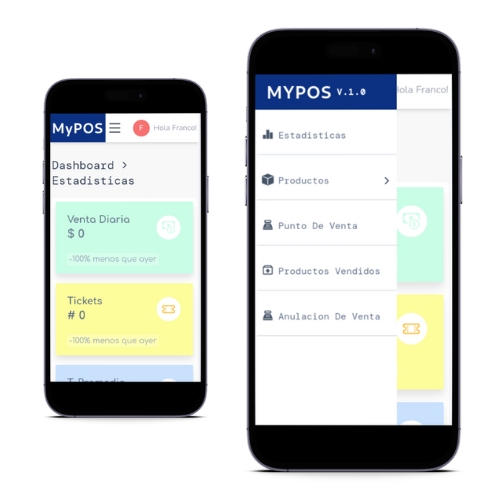 MyPOS
F
Hola Franco!
Dashboard >
Estadisticas
Venta Diaria
$ 0
-100% menos que ayer
Tickets
# 0
-100% menos que ayer
T. Promedio
MYPOS V.1.0
Hola Franco!
Estadisticas
Productos
Punto De Venta
Productos Vendidos
Anulacion De Venta